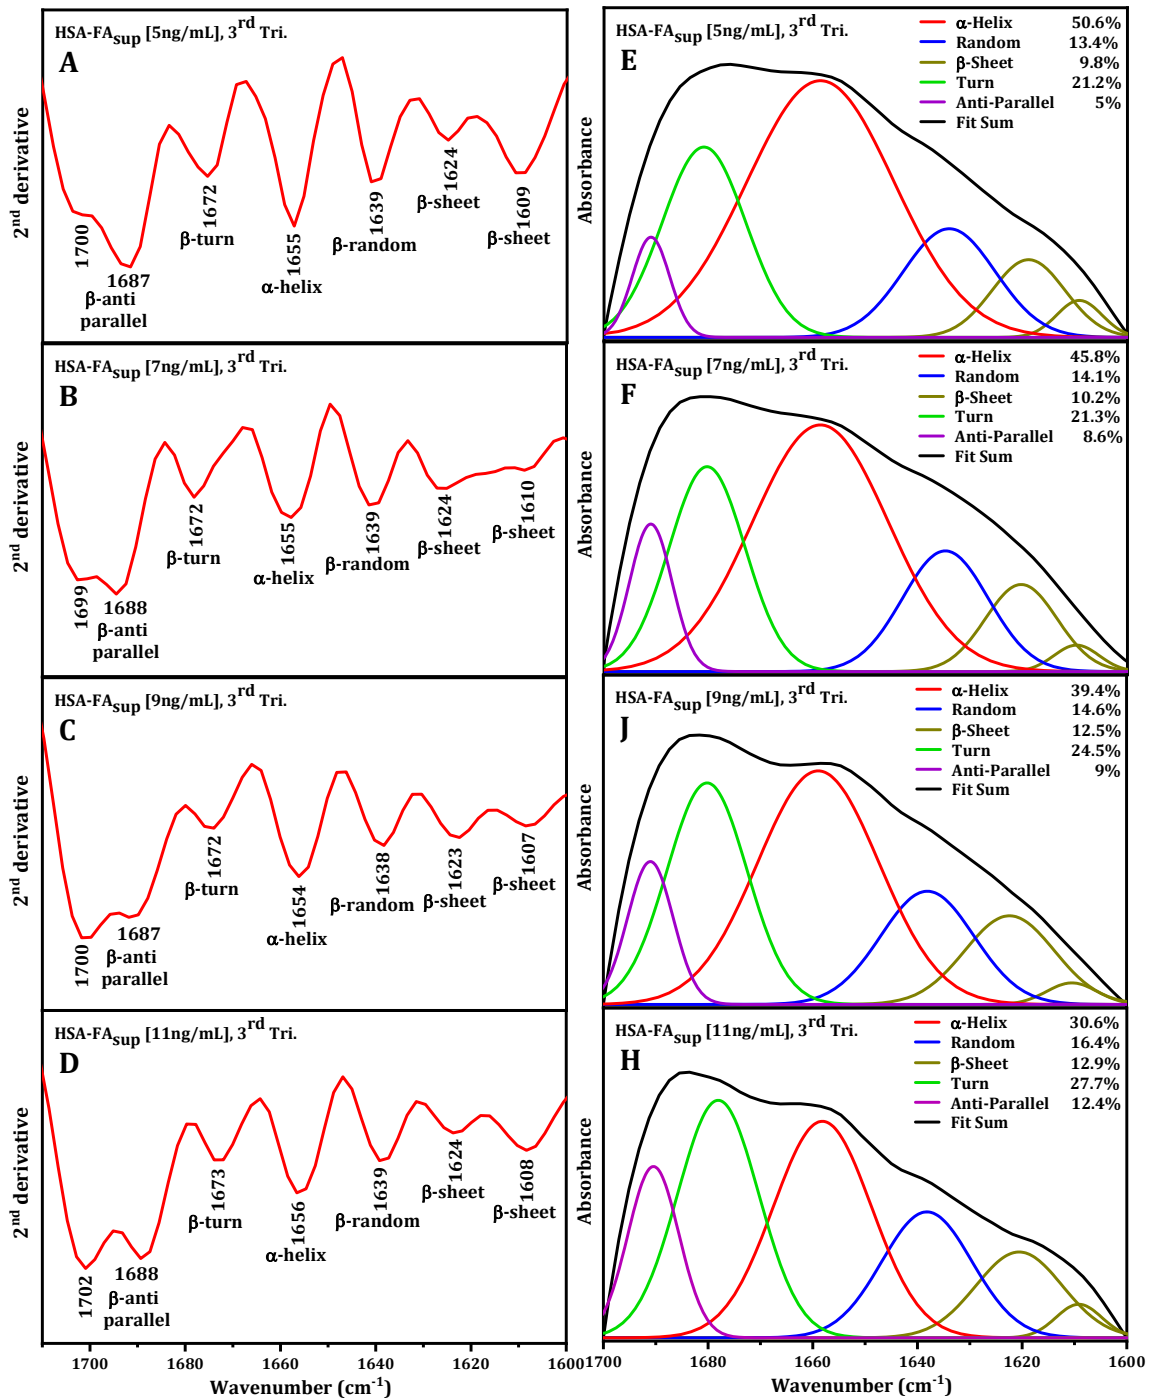 HSA-FAsup [5ng/mL], 3rd Tri.
A
2nd derivative
1700
1687
β-anti
parallel
1672
β-turn
1655
α-helix
1639
β-random
1624
β-sheet
1609
β-sheet
HSA-FAsup [5ng/mL], 3rd Tri.
E
Absorbance
α-Helix 50.6%
Random 13.4%
β-Sheet 9.8%
Turn 21.2%
Anti-Parallel 5%
Fit Sum
HSA-FAsup [7ng/mL], 3rd Tri.
B
2nd derivative
1699
1688
β-anti
parallel
1672
β-turn
1655
α-helix
1639
β-random
1624
β-sheet
1610
β-sheet
HSA-FAsup [7ng/mL], 3rd Tri.
F
Absorbance
α-Helix 45.8%
Random 14.1%
β-Sheet 10.2%
Turn 21.3%
Anti-Parallel 8.6%
Fit Sum
HSA-FAsup [9ng/mL], 3rd Tri.
C
2nd derivative
1700
1687
β-anti
parallel
1672
β-turn
1654
α-helix
1638
β-random
1623
β-sheet
1607
β-sheet
HSA-FAsup [9ng/mL], 3rd Tri.
J
Absorbance
α-Helix 39.4%
Random 14.6%
β-Sheet 12.5%
Turn 24.5%
Anti-Parallel 9%
Fit Sum
HSA-FAsup [11ng/mL], 3rd Tri.
D
2nd derivative
1702
1688
β-anti
parallel
1673
β-turn
1656
α-helix
1639
β-random
1624
β-sheet
1608
β-sheet
1700 1680 1660 1640 1620 1600
Wavenumber (cm-1)
HSA-FAsup [11ng/mL], 3rd Tri.
H
Absorbance
α-Helix 30.6%
Random 16.4%
β-Sheet 12.9%
Turn 27.7%
Anti-Parallel 12.4%
Fit Sum
1700 1680 1660 1640 1620 1600
Wavenumber (cm-1)